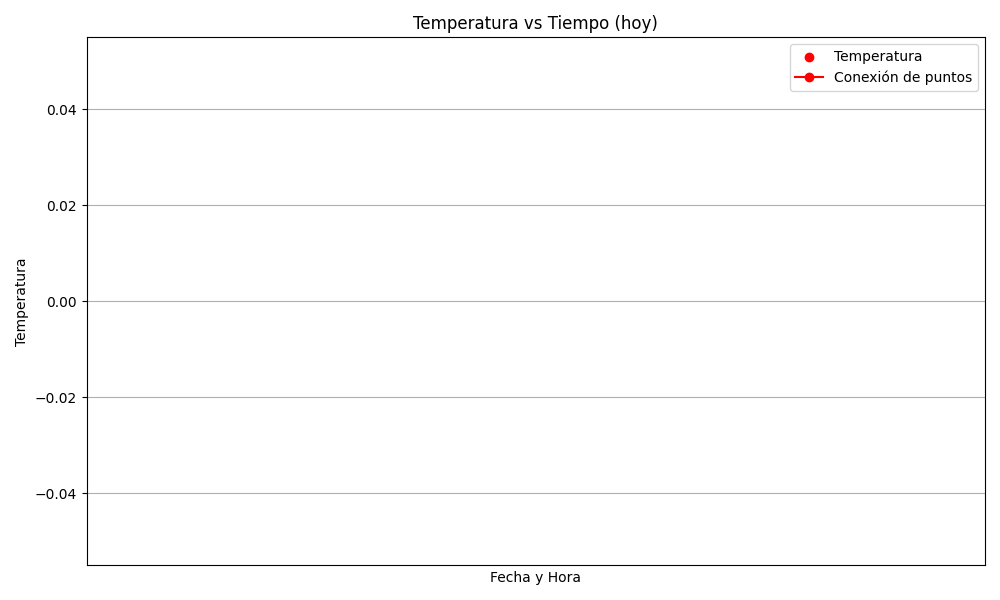 Temperatura vs Tiempo (hoy)
Temperatura
Conexión de puntos
0.04
0.02
0.00
−0.02
−0.04
Temperatura
Fecha y Hora